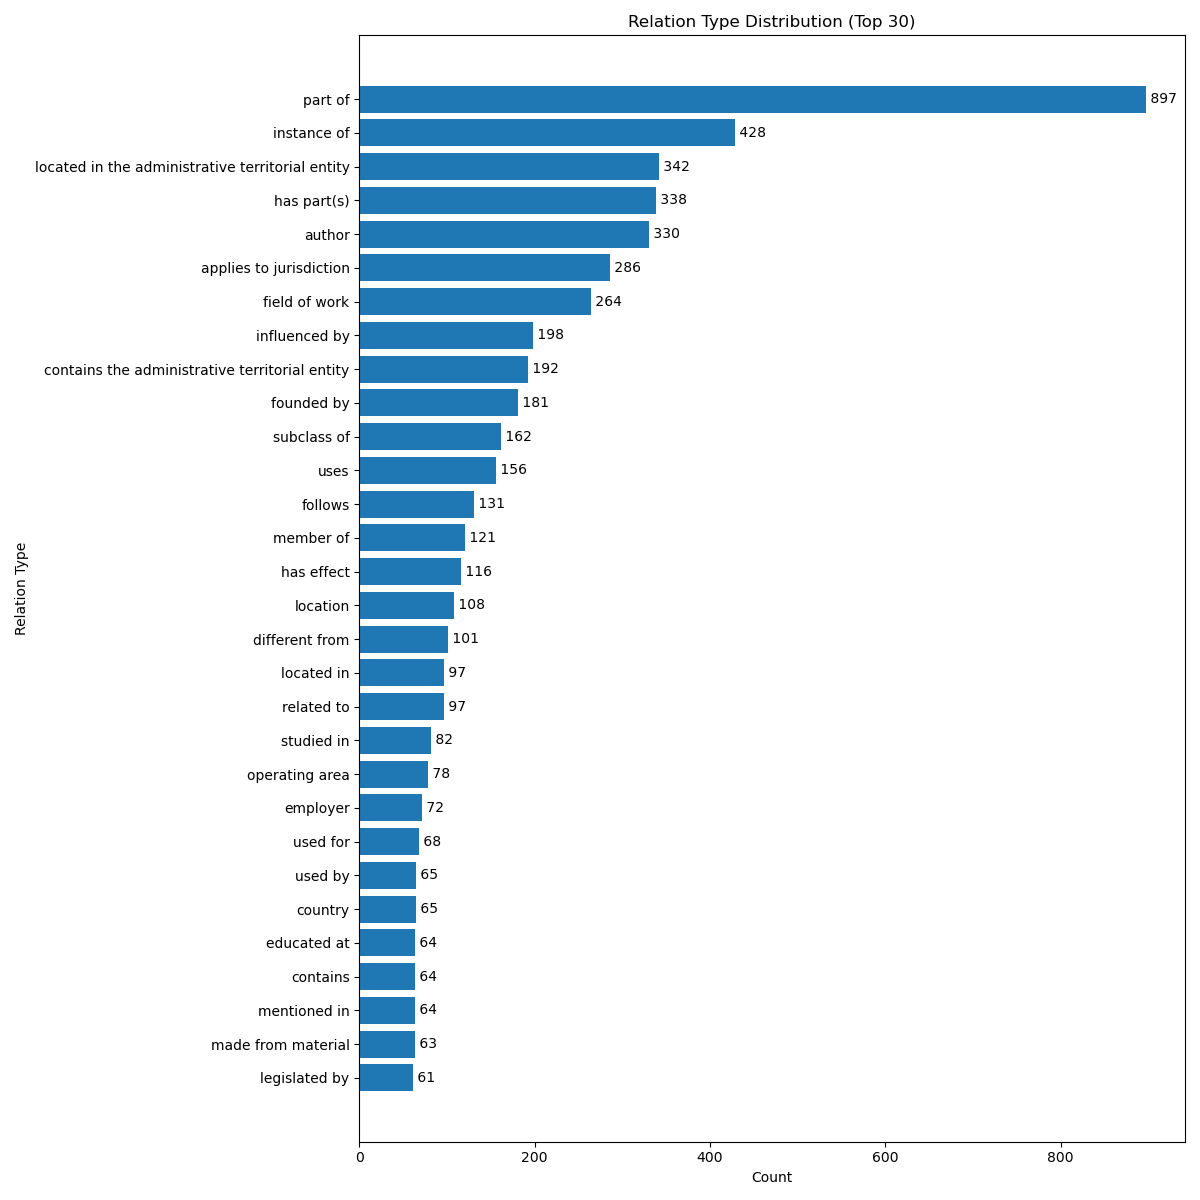 Relation Type Distribution (Top 30)
part of 897
instance of 428
located in the administrative territorial entity 342
has part(s) 338
author 330
applies to jurisdiction 286
field of work 264
influenced by 198
contains the administrative territorial entity 192
founded by 181
subclass of 162
uses 156
follows 131
member of 121
has effect 116
location 108
different from 101
located in 97
related to 97
studied in 82
operating area 78
employer 72
used for 68
used by 65
country 65
educated at 64
contains 64
mentioned in 64
made from material 63
legislated by 61
0 200 400 600 800
Count
Relation Type